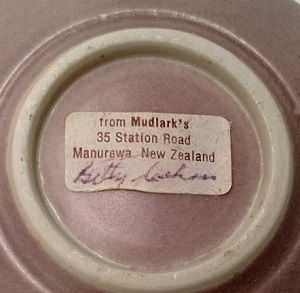 from Mudlark's
35 Station Road
Manurewa New Zealand
Betty